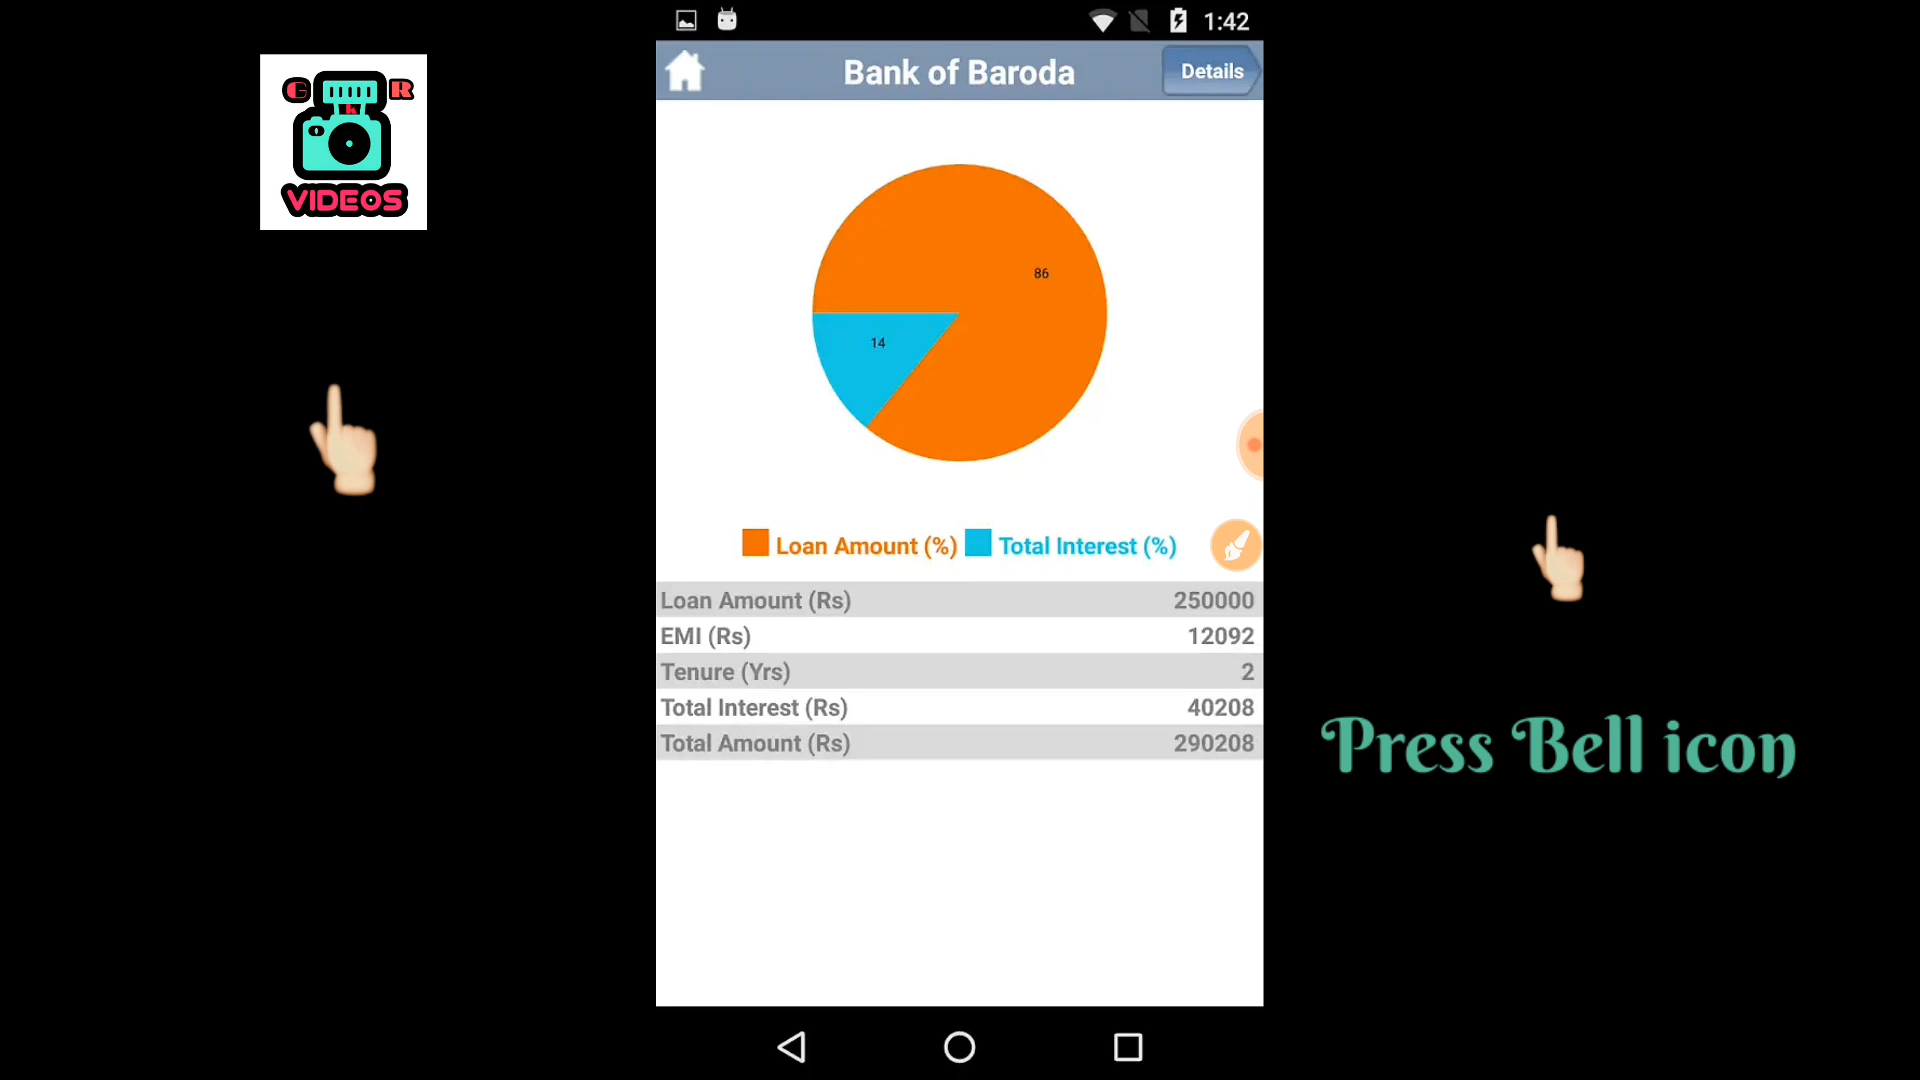 1:42
Bank of Baroda
Details
G R
VIDEOS
86
14
Loan Amount (%) Total Interest (%)
Loan Amount (Rs) 250000
EMI (Rs) 12092
Tenure (Yrs) 2
Total Interest (Rs) 40208
Total Amount (Rs) 290208
Press Bell icon